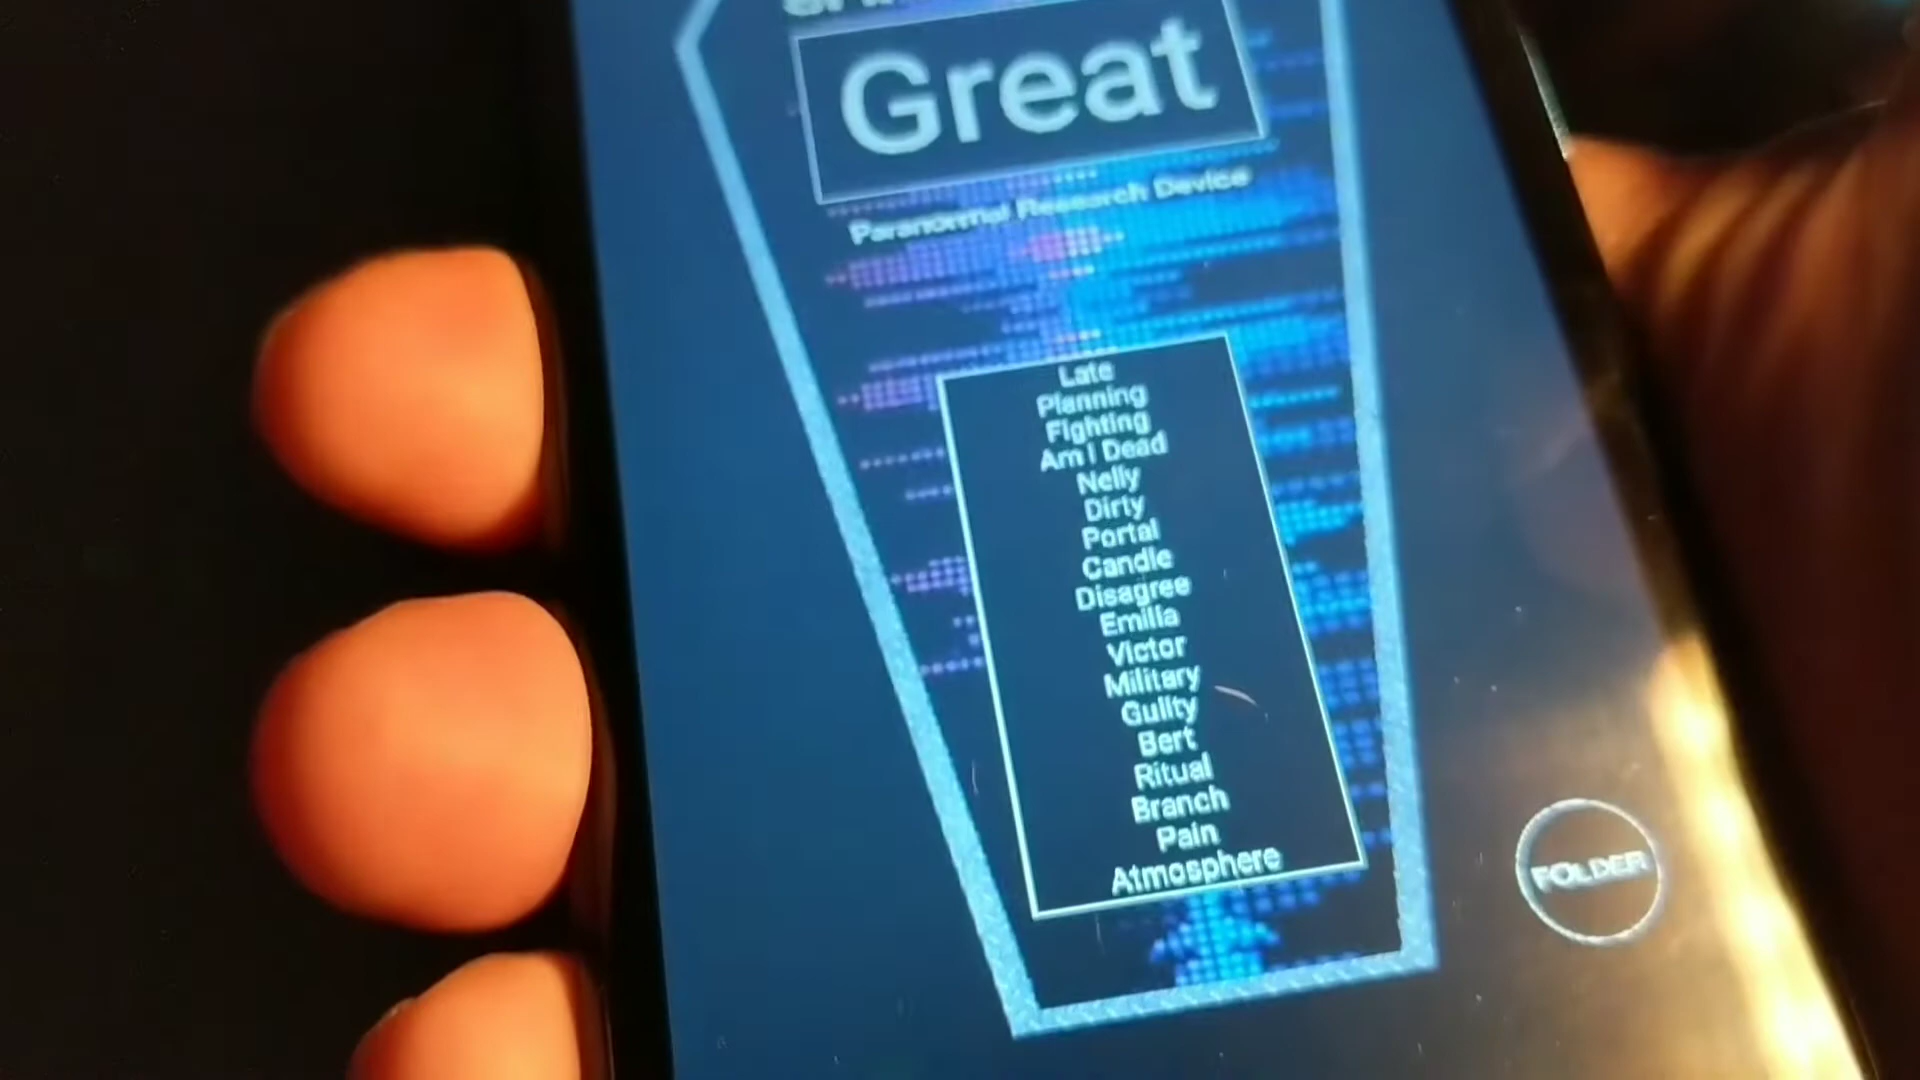 Great
Paranormal Research Device
Late
Planning
Fighting
Am I Dead
Nelly
Dirty
Portal
Candle
Disagree
Emilia
Victor
Military
Guilty
Bert
Ritual
Branch
Pain
Atmosphere
FOLDER